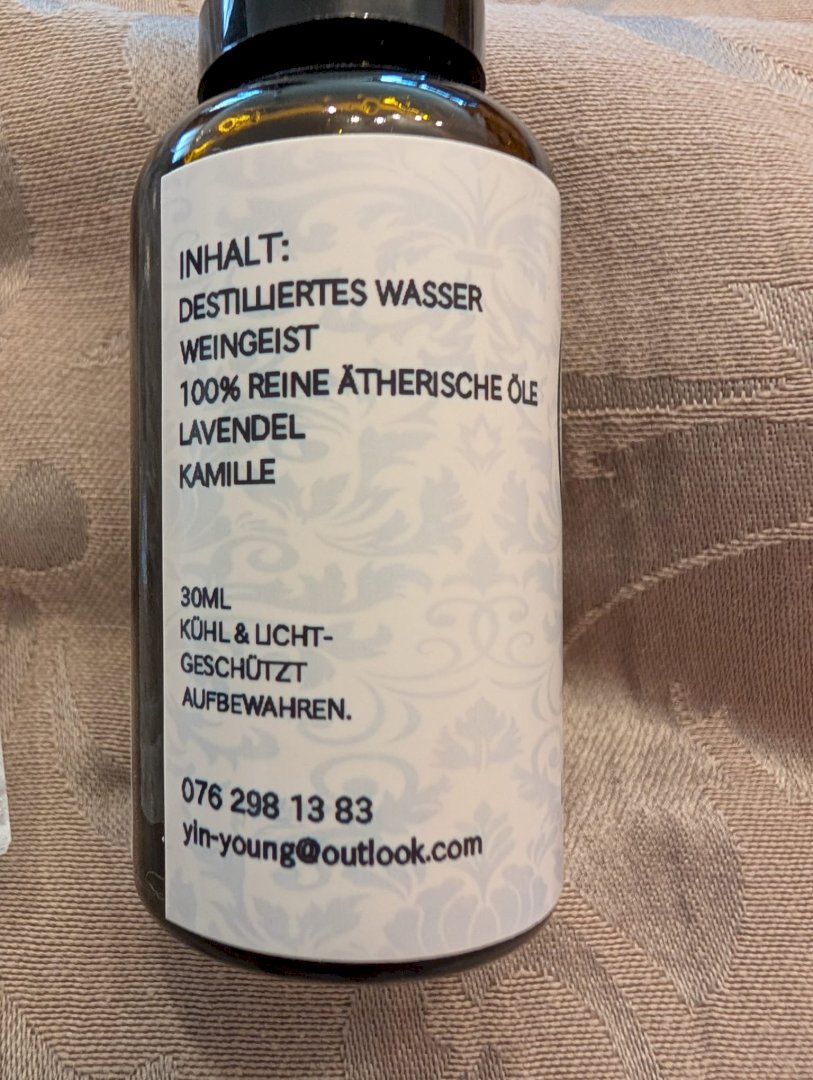 INHALT:
DESTILLIERTES WASSER
WEINGEIST
100% REINE ÄTHERISCHE ÖLE
LAVENDEL
KAMILLE
30ML
KÜHL & LICHT-
GESCHÜTZT
AUFBEWAHREN.
076 298 13 83
yin-young@outlook.com